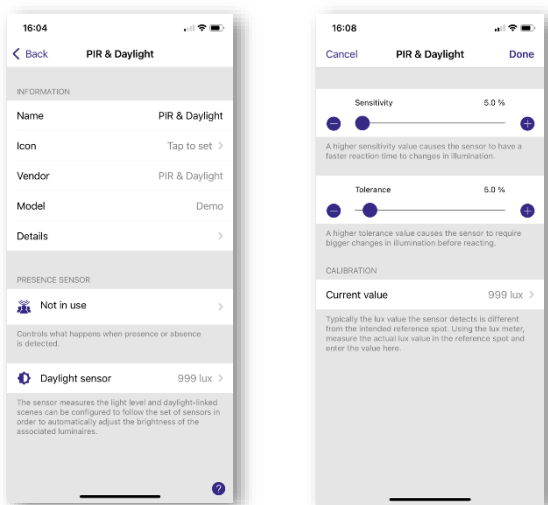 16:04
Back
PIR & Daylight
INFORMATION
Name PIR & Daylight
Icon Tap to set
Vendor PIR & Daylight
Model Demo
Details
PRESENCE SENSOR
Not in use
Controls what happens when presence or absence
is detected.
Daylight sensor 999 lux
The sensor measures the light level and daylight-linked
scenes can be configured to follow the set of sensors in
order to automatically adjust the brightness of the
associated luminaires.
?
16:08
Cancel PIR & Daylight Done
Sensitivity 5.0 %
A higher sensitivity value causes the sensor to have a
faster reaction time to changes in illumination.
Tolerance 5.0 %
A higher tolerance value causes the sensor to require
bigger changes in illumination before reacting.
CALIBRATION
Current value 999 lux
Typically the lux value the sensor detects is different
from the intended reference spot. Using the lux meter,
measure the actual lux value in the reference spot and
enter the value here.